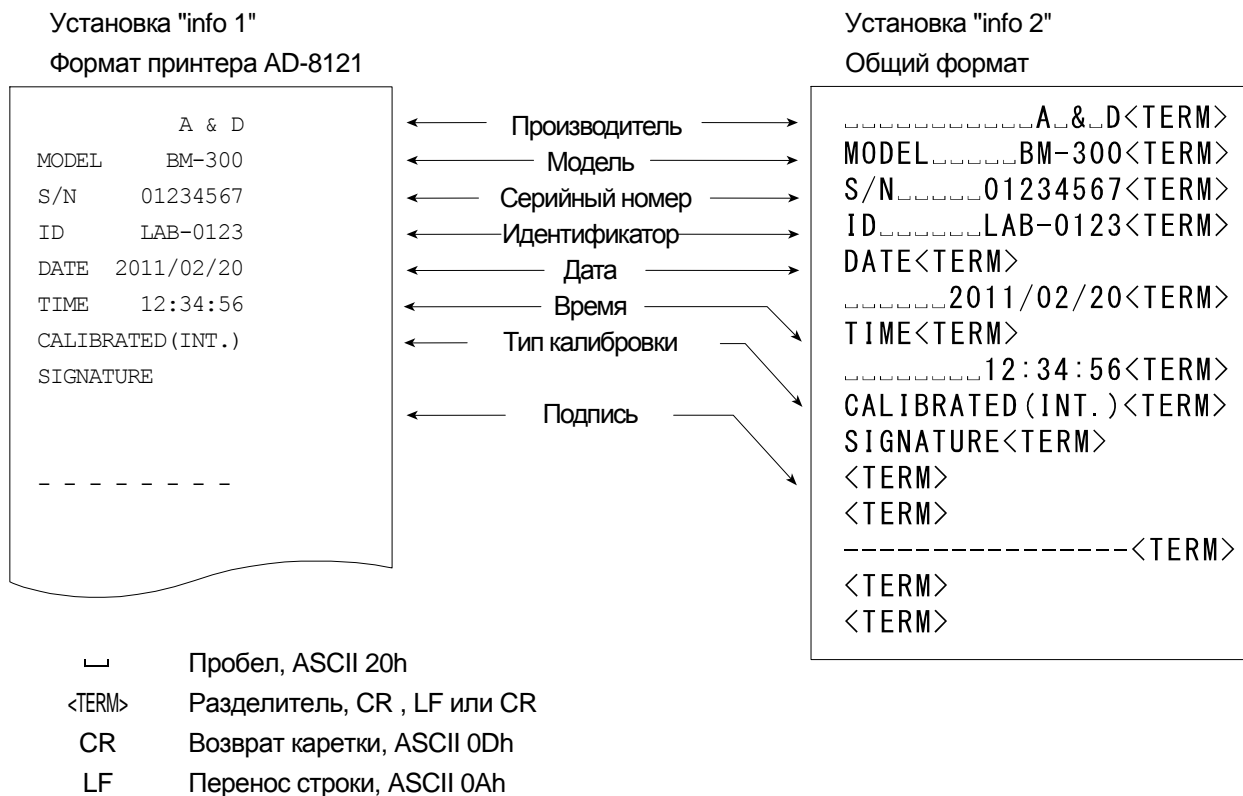 Установка "info 1"
Формат принтера AD-8121
A & D
MODEL BM-300
S/N 01234567
ID LAB-0123
DATE 2011/02/20
TIME 12:34:56
CALIBRATED(INT.)
SIGNATURE
- - - - - - - -
Производитель
Модель
Серийный номер
Идентификатор
Дата
Время
Тип калибровки
Подпись
Установка "info 2"
Общий формат
␣␣␣␣␣␣␣␣␣␣␣A␣&␣D<TERM>
MODEL␣␣␣␣␣BM-300<TERM>
S/N␣␣␣␣␣01234567<TERM>
ID␣␣␣␣␣␣LAB-0123<TERM>
DATE<TERM>
␣␣␣␣␣␣2011/02/20<TERM>
TIME<TERM>
␣␣␣␣␣␣␣␣12:34:56<TERM>
CALIBRATED(INT.)<TERM>
SIGNATURE<TERM>
<TERM>
<TERM>
----------------<TERM>
<TERM>
<TERM>
␣ Пробел, ASCII 20h
<TERM> Разделитель, CR , LF или CR
CR Возврат каретки, ASCII 0Dh
LF Перенос строки, ASCII 0Ah